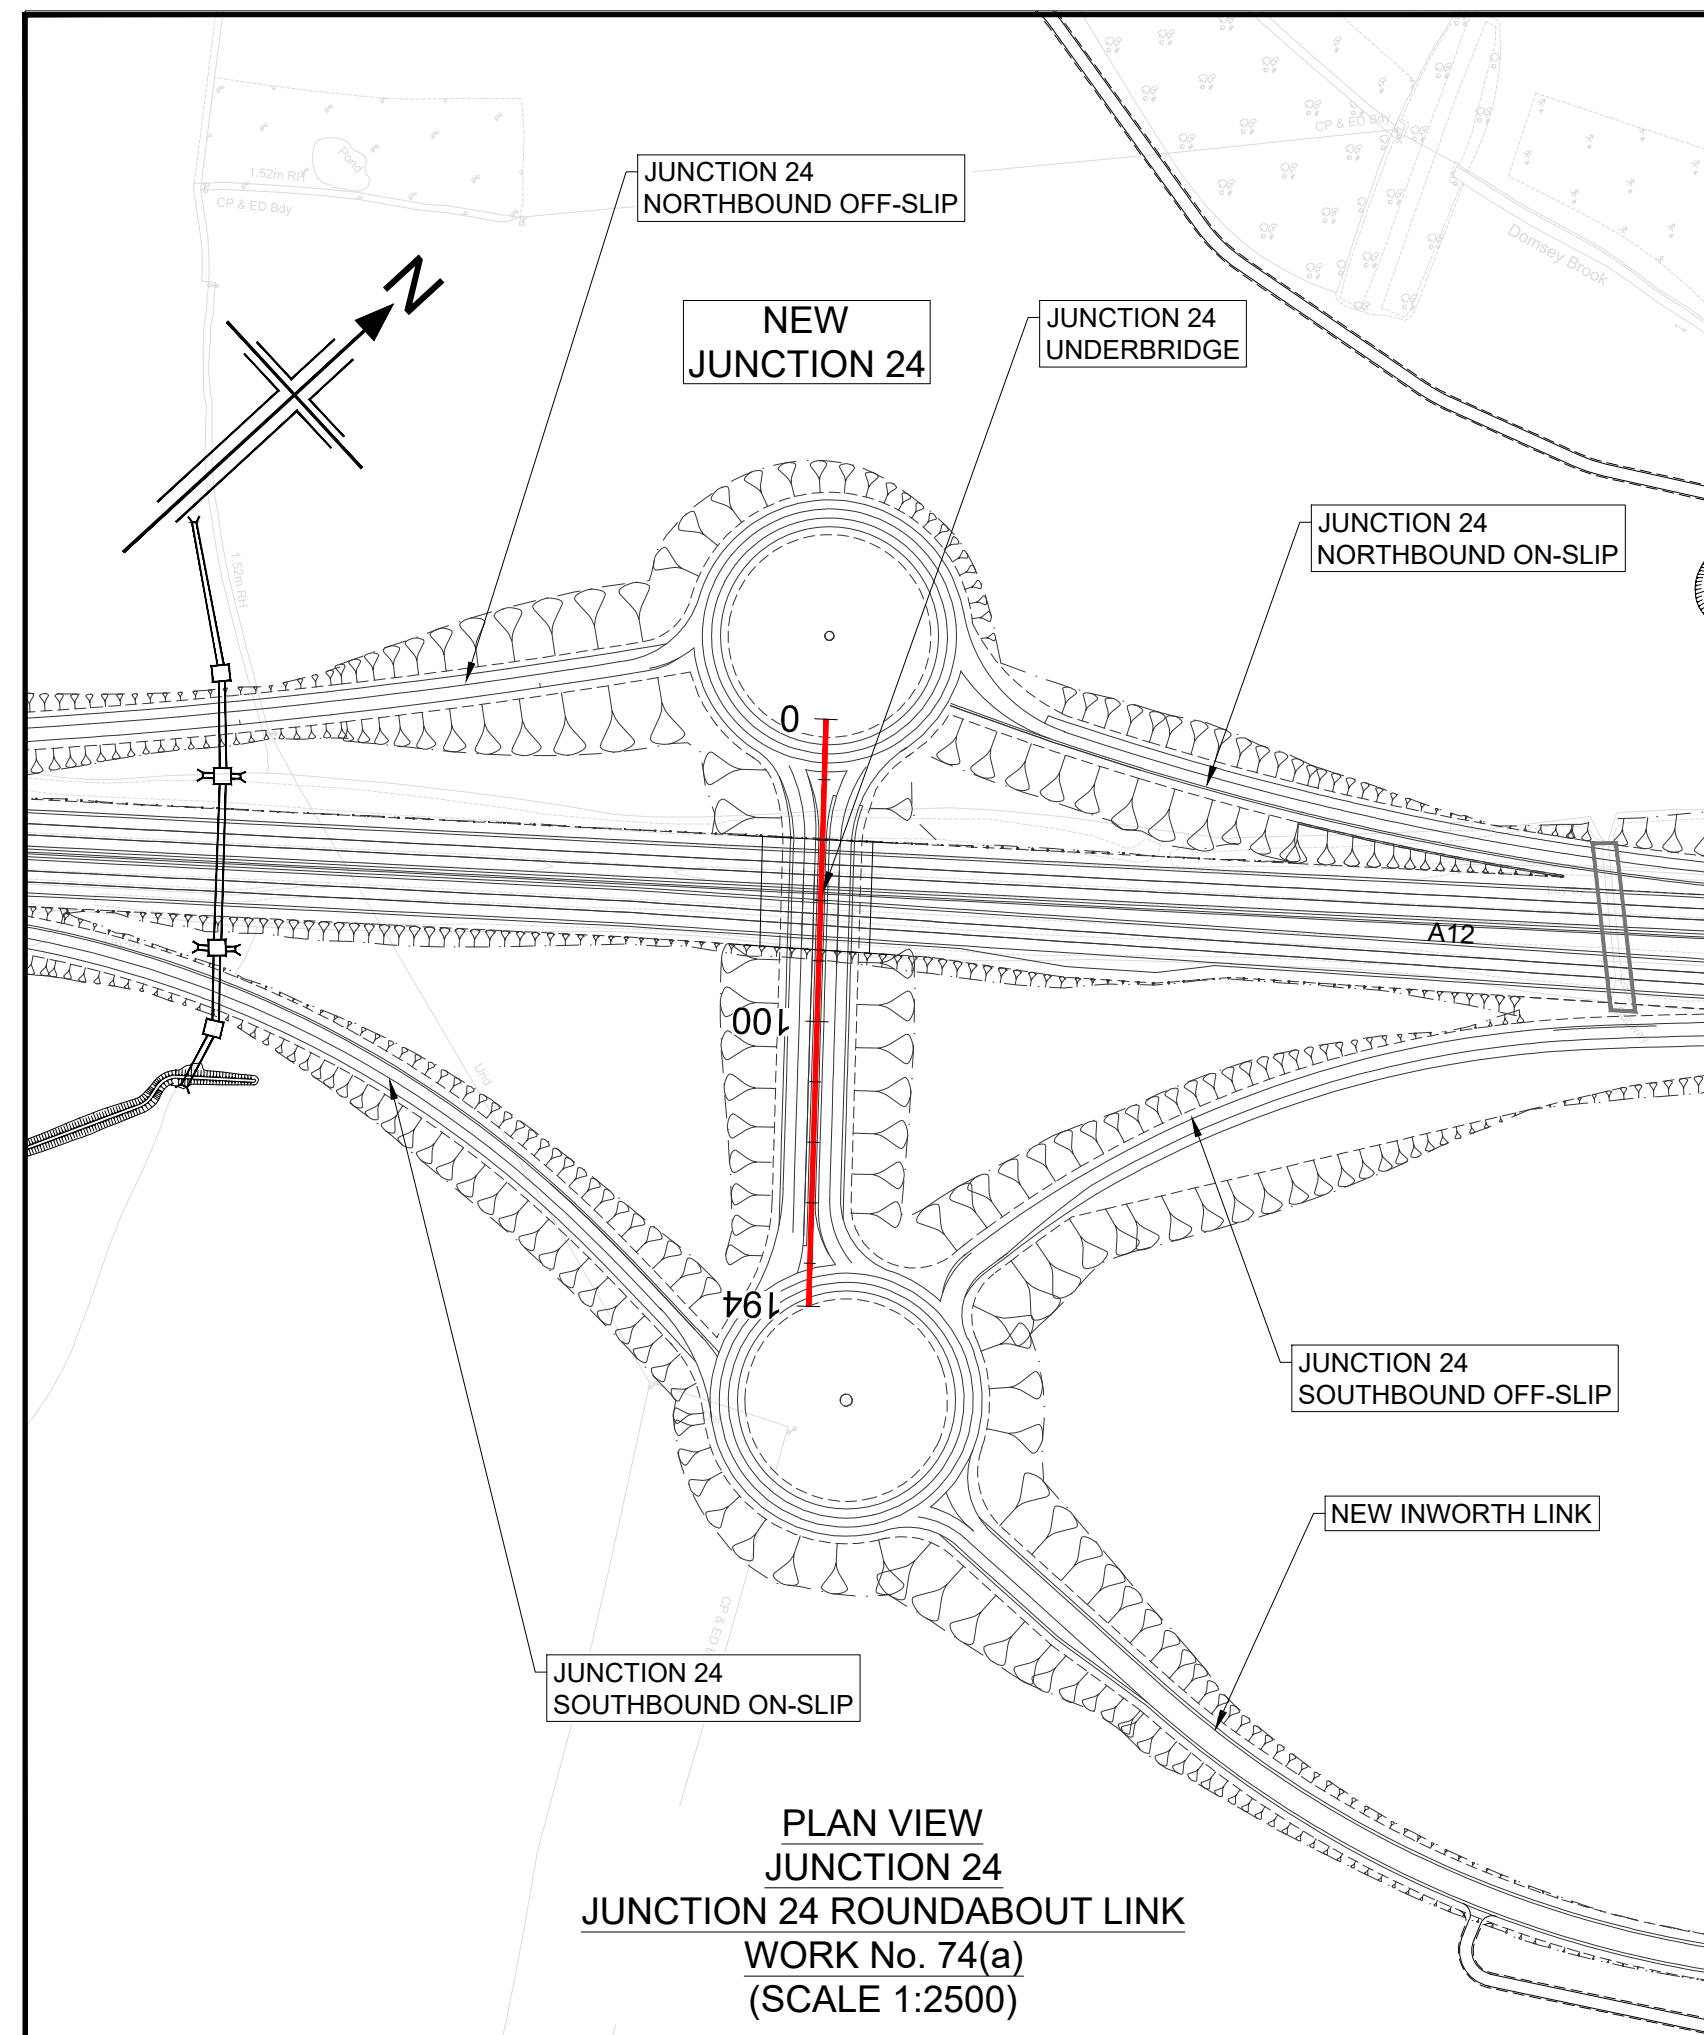 CP & ED Bdy
Pond
1.52m RH
CP & ED Bdy
JUNCTION 24
NORTHBOUND OFF-SLIP
Domsey Brook
N
NEW
JUNCTION 24
JUNCTION 24
UNDERBRIDGE
JUNCTION 24
NORTHBOUND ON-SLIP
1.52m RH
0
A12
100
Und
194
JUNCTION 24
SOUTHBOUND OFF-SLIP
NEW INWORTH LINK
CP & ED
JUNCTION 24
SOUTHBOUND ON-SLIP
PLAN VIEW
JUNCTION 24
JUNCTION 24 ROUNDABOUT LINK
WORK No. 74(a)
(SCALE 1:2500)